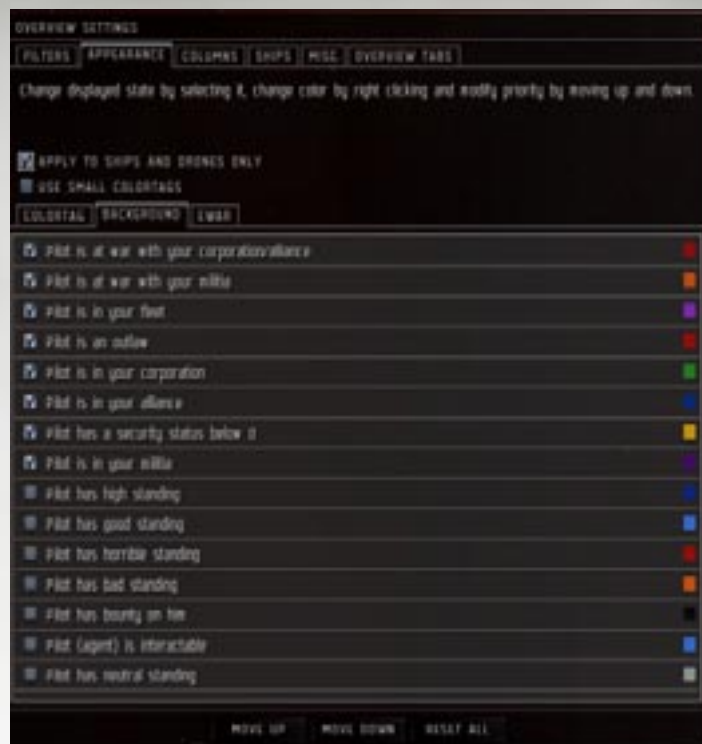 OVERVIEW SETTINGS
FILTERS APPEARANCE COLUMNS SHIPS MISC OVERVIEW TABS
Change displayed state by selecting it, change color by right clicking and modify priority by moving up and down.
APPLY TO SHIPS AND DRONES ONLY
USE SMALL COLORTAGS
COLORTAG BACKGROUND EWAR
Pilot is at war with your corporation/alliance
Pilot is at war with your militia
Pilot is in your fleet
Pilot is an outlaw
Pilot is in your corporation
Pilot is in your alliance
Pilot has a security status below 0
Pilot is in your militia
Pilot has high standing
Pilot has good standing
Pilot has horrible standing
Pilot has bad standing
Pilot has bounty on him
Pilot (agent) is interactable
Pilot has neutral standing
MOVE UP MOVE DOWN RESET ALL